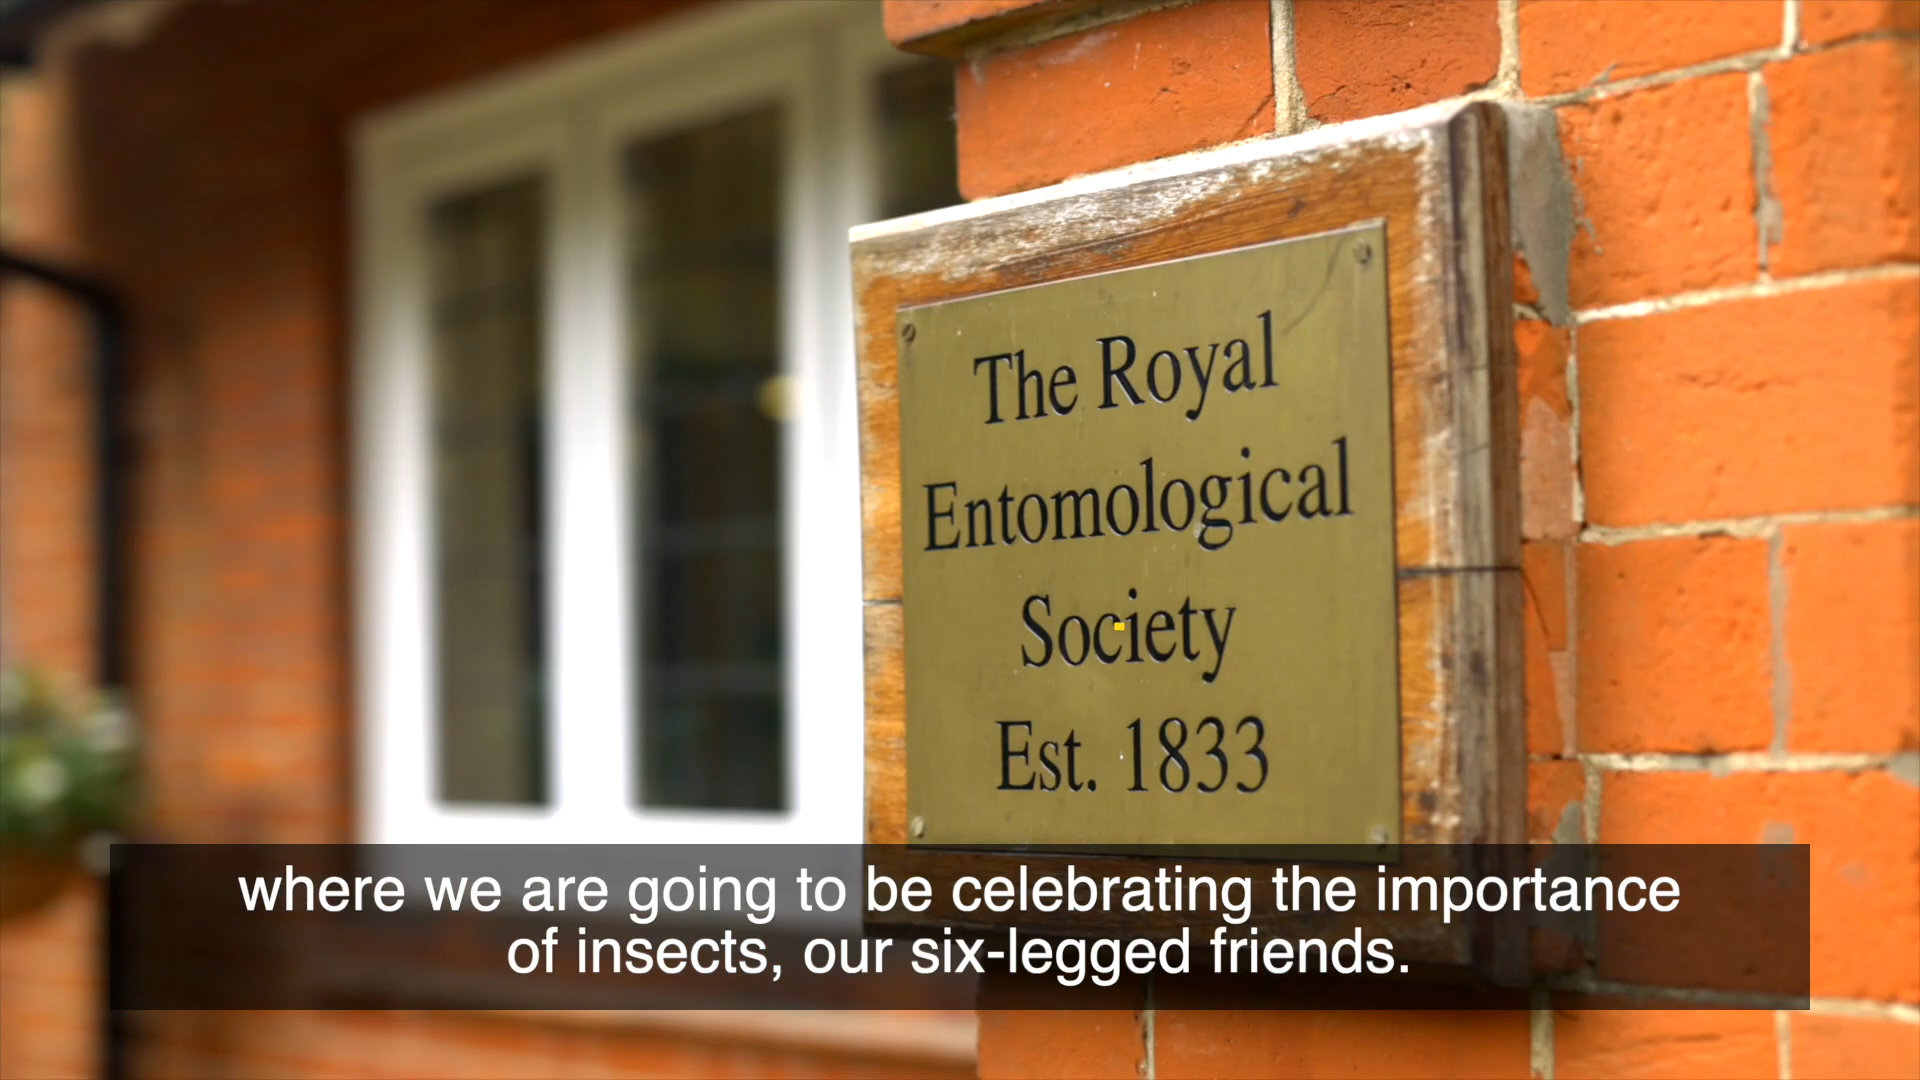 The Royal
Entomological
Society
Est. 1833
where we are going to be celebrating the importance
of insects, our six-legged friends.